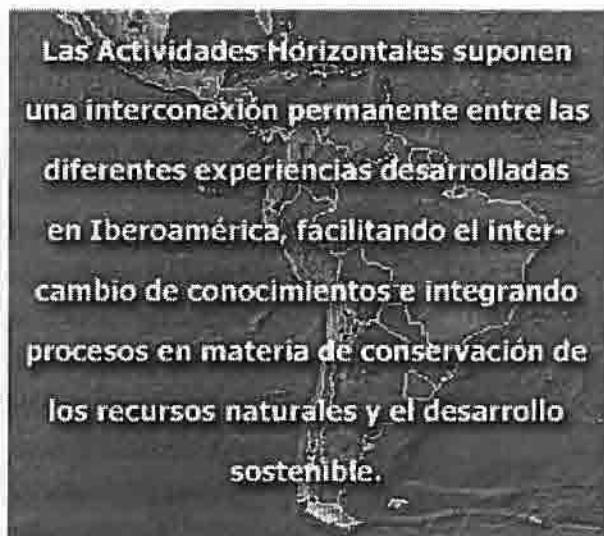 Las Actividades Horizontales suponen
una interconexión permanente entre las
diferentes experiencias desarrolladas
en Iberoamérica, facilitando el inter-
cambio de conocimientos e integrando
procesos en materia de conservación de
los recursos naturales y el desarrollo
sostenible.